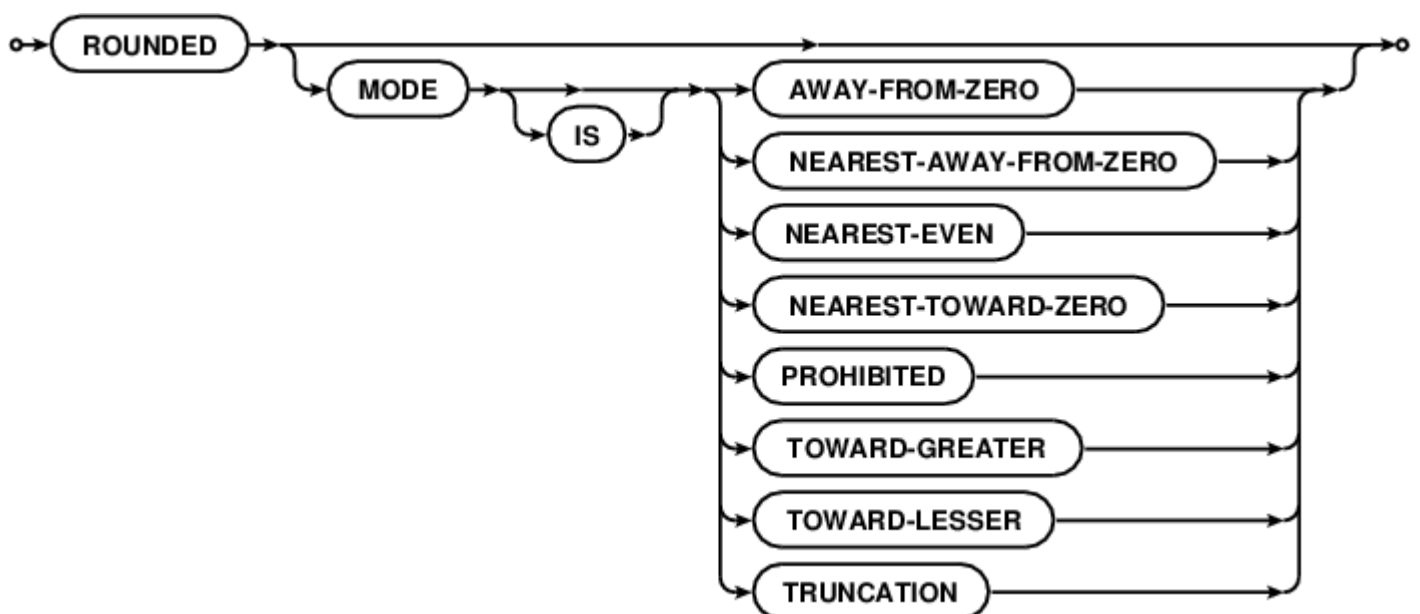 ROUNDED
MODE
IS
AWAY-FROM-ZERO
NEAREST-AWAY-FROM-ZERO
NEAREST-EVEN
NEAREST-TOWARD-ZERO
PROHIBITED
TOWARD-GREATER
TOWARD-LESSER
TRUNCATION